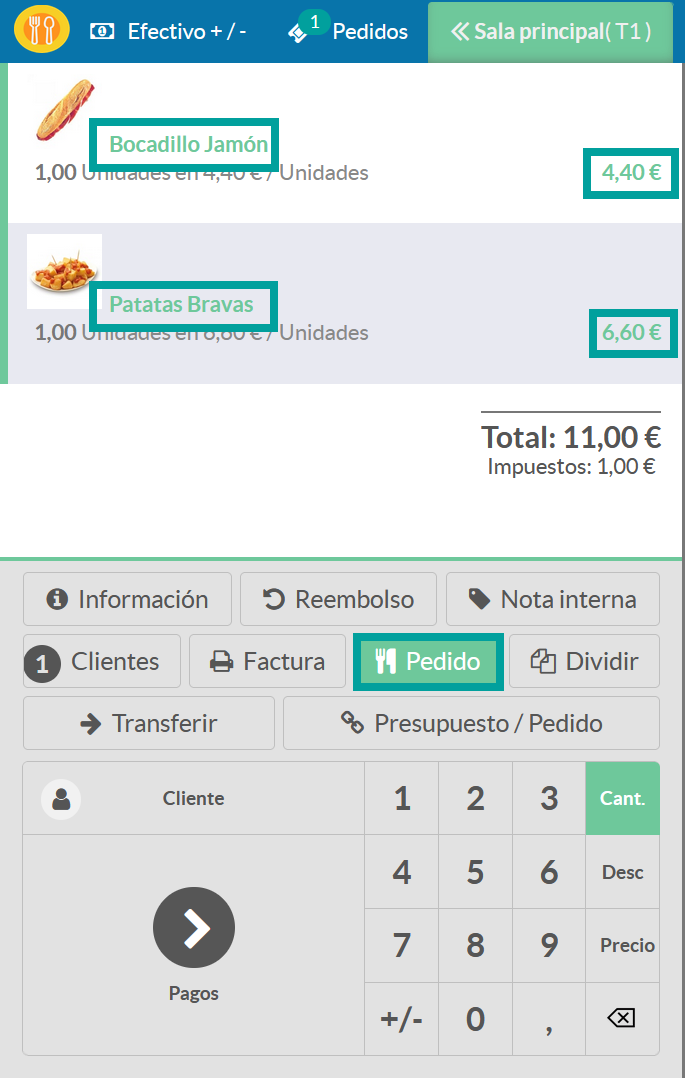 Efectivo + / - 1 Pedidos Sala principal( T1 )
Bocadillo Jamón
1,00 Unidades en 4,40 € / Unidades 4,40 €
Patatas Bravas
1,00 Unidades en 6,60 € / Unidades 6,60 €
Total: 11,00 €
Impuestos: 1,00 €
Información Reembolso Nota interna
1 Clientes Factura Pedido Dividir
Transferir Presupuesto / Pedido
Cliente 1 2 3 Cant.
4 5 6 Desc
7 8 9 Precio
Pagos
+/- 0 ,